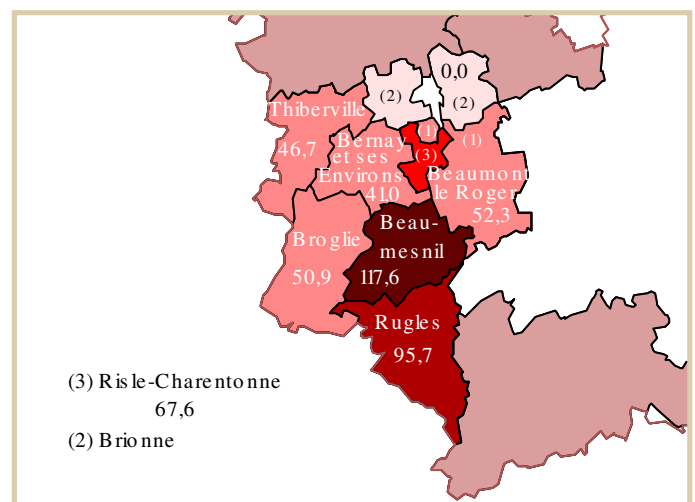 0,0
(2)
(2)
Thiberville
46,7
(1)
(1)
Bernay
et ses
Environs
41,0
(3)
Beaumont
le Roger
52,3
Broglie
50,9
Beau-
mesnil
117,6
Rugles
95,7
(3) Risle-Charentonne
67,6
(2) Brionne